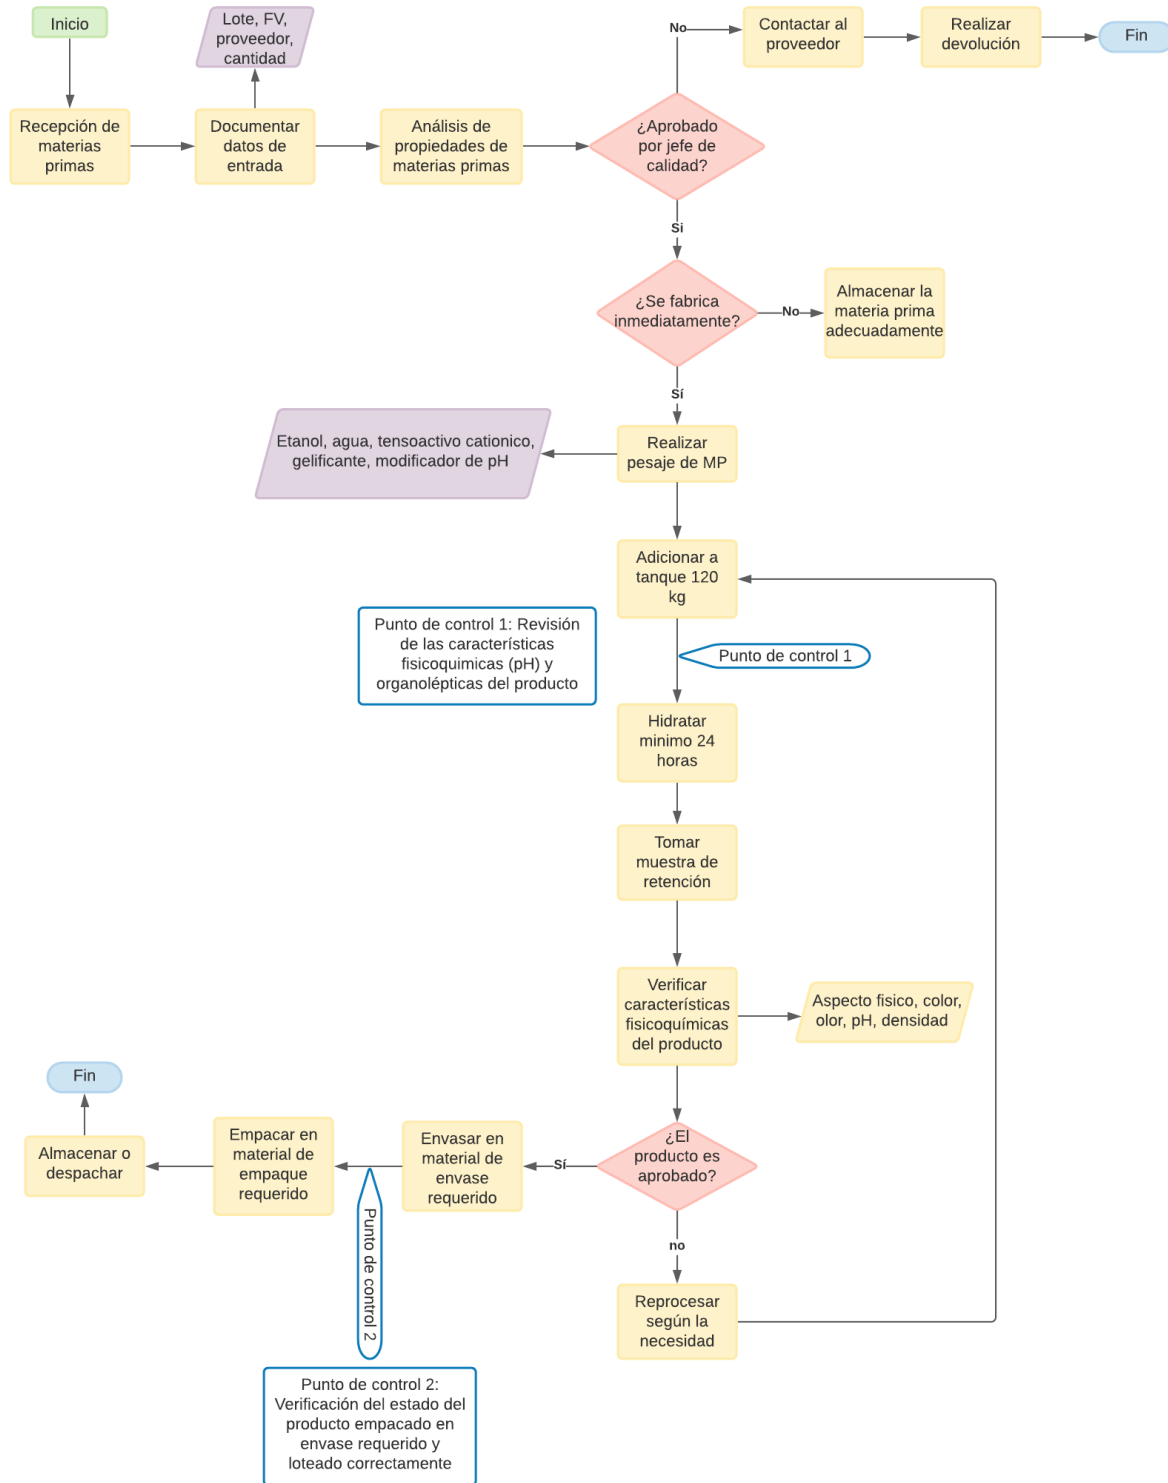 Inicio
Lote, FV,
proveedor,
cantidad
No
Contactar al
proveedor
Realizar
devolución
Fin
Recepción de
materias
primas
Documentar
datos de
entrada
Análisis de
propiedades de
materias primas
¿Aprobado
por jefe de
calidad?
Si
¿Se fabrica
inmediatamente?
No
Almacenar la
materia prima
adecuadamente
Sí
Etanol, agua, tensoactivo cationico,
gelificante, modificador de pH
Realizar
pesaje de MP
Adicionar a
tanque 120
kg
Punto de control 1: Revisión
de las características
fisicoquimicas (pH) y
organolépticas del producto
Punto de control 1
Hidratar
minimo 24
horas
Tomar
muestra de
retención
Verificar
características
fisicoquímicas
del producto
Aspecto fisico, color,
olor, pH, densidad
Fin
Almacenar o
despachar
Empacar en
material de
empaque
requerido
Envasar en
material de
envase
requerido
Sí
¿El
producto es
aprobado?
Punto de control 2
no
Reprocesar
según la
necesidad
Punto de control 2:
Verificación del estado del
producto empacado en
envase requerido y
loteado correctamente